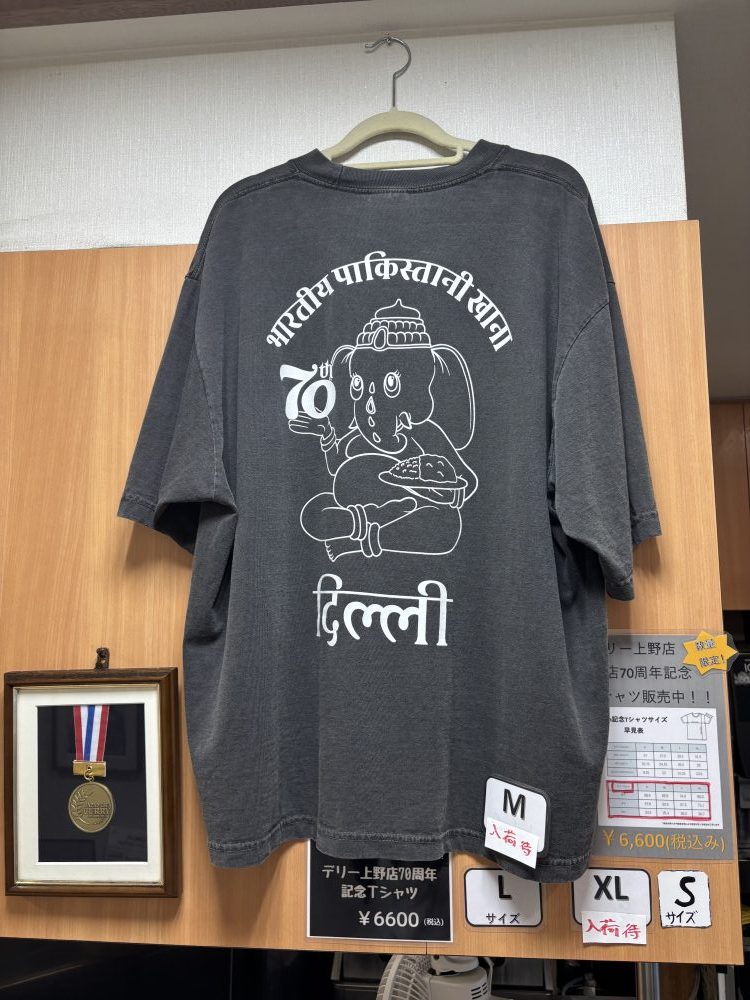 भारतीय पाकिस्तानी खाना
70th
दिल्ली
JAPANESE
CURRY
リー上野店
店70周年記念
ャツ販売中！！
数量
限定！
記念Tシャツサイズ
早見表
¥6,600(税込み)
M
入荷待
デリー上野店70周年
記念Tシャツ
¥6600 (税込)
L
サイズ
XL
入荷待
S
サイズ